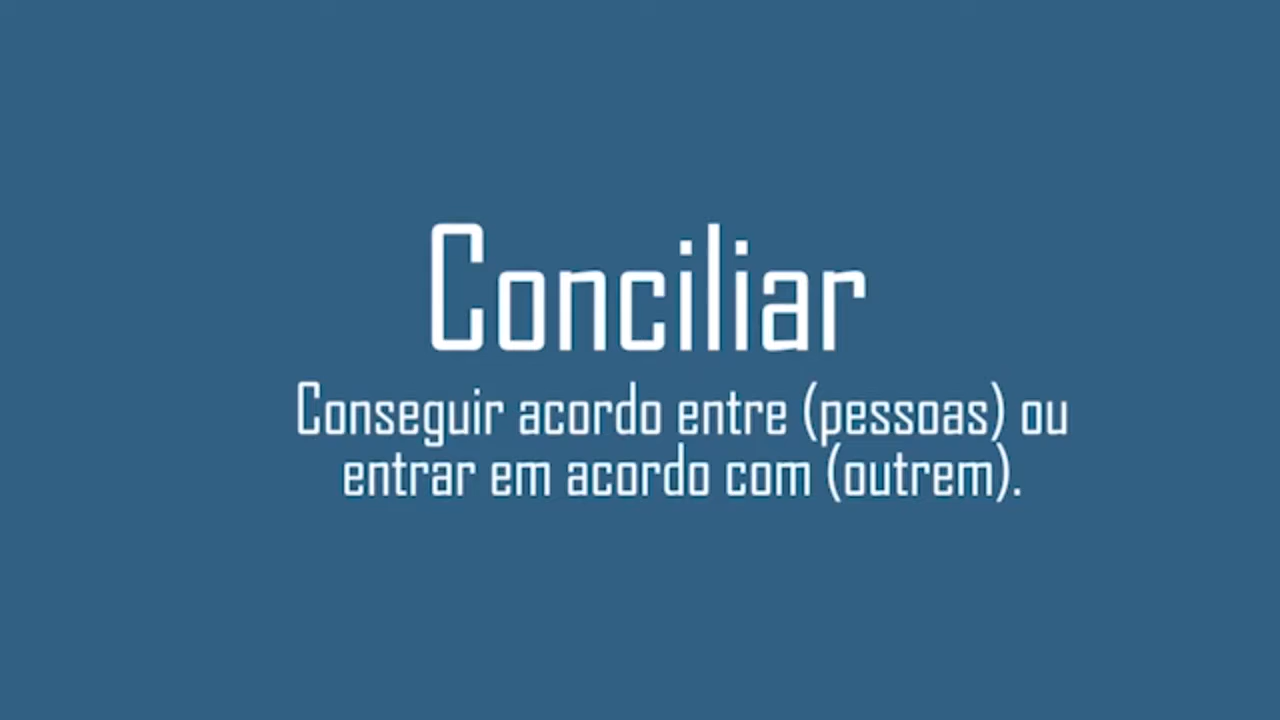 Conciliar
Conseguir acordo entre (pessoas) ou
entrar em acordo com (outrem).